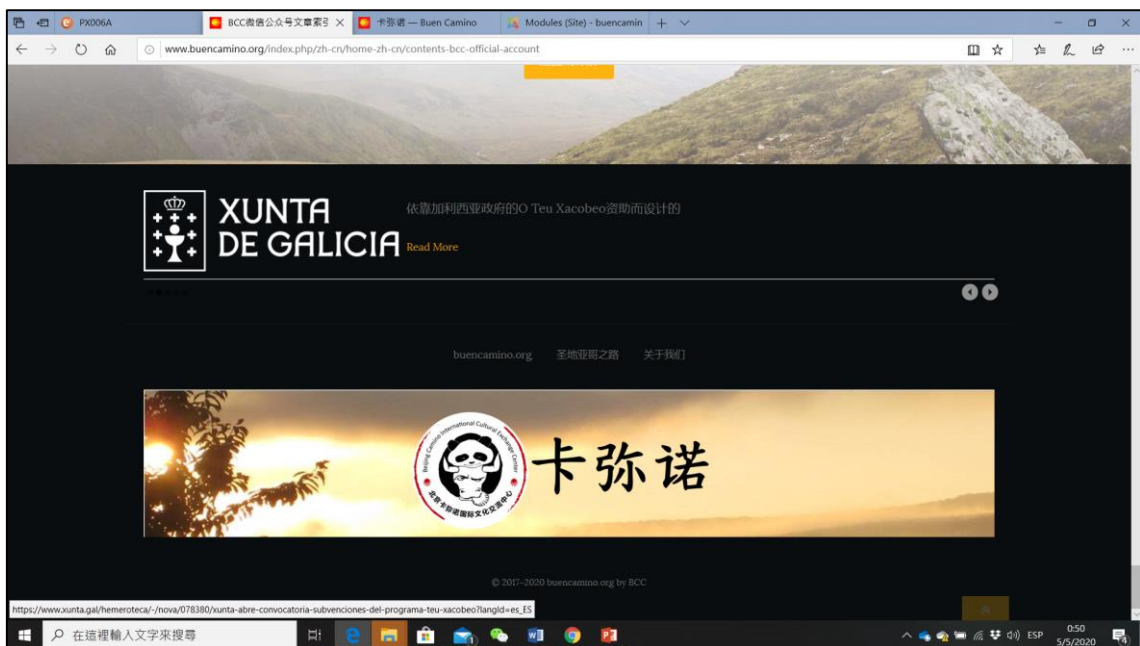 PX006A
BCC微信公众号文章索引
卡弥诺 — Buen Camino
Modules (Site) - buencamin
www.buencamino.org/index.php/zh-cn/home-zh-cn/contents-bcc-official-account
XUNTA
DE GALICIA
依靠加利西亚政府的O Teu Xacobeo资助而设计的
Read More
buencamino.org 圣地亚哥之路 关于我们
Beijing Camino International Cultural Exchange Center
北京卡弥诺国际文化交流中心
卡弥诺
© 2017–2020 buencamino.org by BCC
https://www.xunta.gal/hemeroteca/-/nova/078380/xunta-abre-convocatoria-subvenciones-del-programa-teu-xacobeo?langId=es_ES
在這裡輸入文字來搜尋
ESP
0:50
5/5/2020